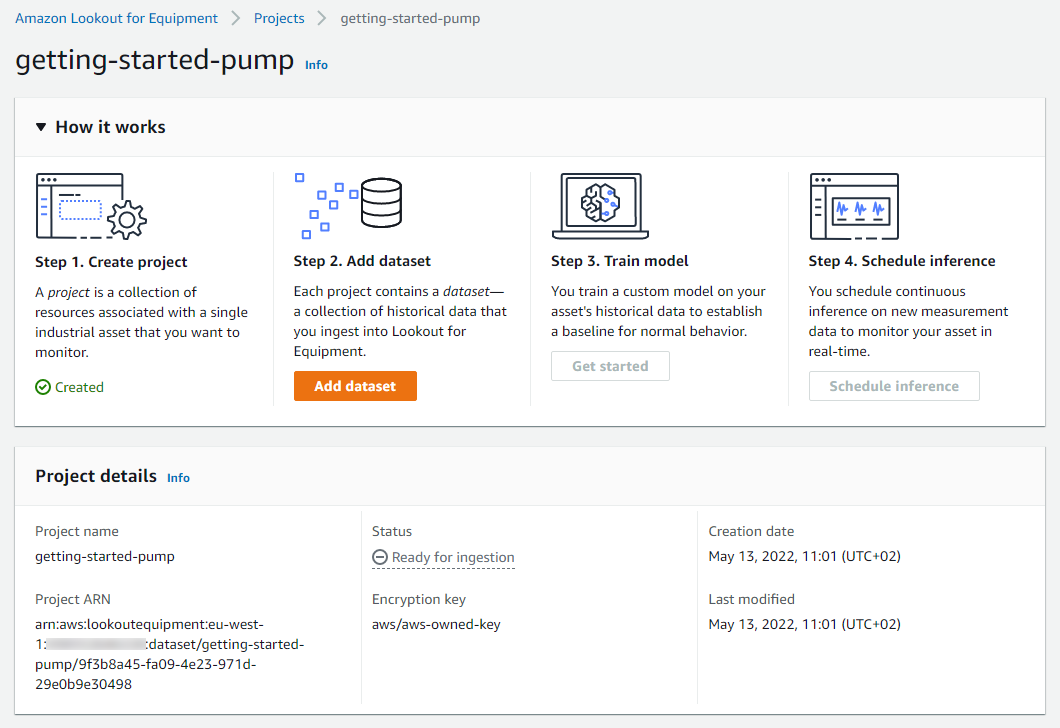 Amazon Lookout for Equipment > Projects > getting-started-pump
getting-started-pump Info
How it works
Step 1. Create project
A project is a collection of
resources associated with a single
industrial asset that you want to
monitor.
Created
Step 2. Add dataset
Each project contains a dataset—
a collection of historical data that
you ingest into Lookout for
Equipment.
Add dataset
Step 3. Train model
You train a custom model on your
asset's historical data to establish
a baseline for normal behavior.
Get started
Step 4. Schedule inference
You schedule continuous
inference on new measurement
data to monitor your asset in
real-time.
Schedule inference
Project details Info
Project name
getting-started-pump
Project ARN
arn:aws:lookoutequipment:eu-west-
1: :dataset/getting-started-
pump/9f3b8a45-fa09-4e23-971d-
29e0b9e30498
Status
Ready for ingestion
Encryption key
aws/aws-owned-key
Creation date
May 13, 2022, 11:01 (UTC+02)
Last modified
May 13, 2022, 11:01 (UTC+02)